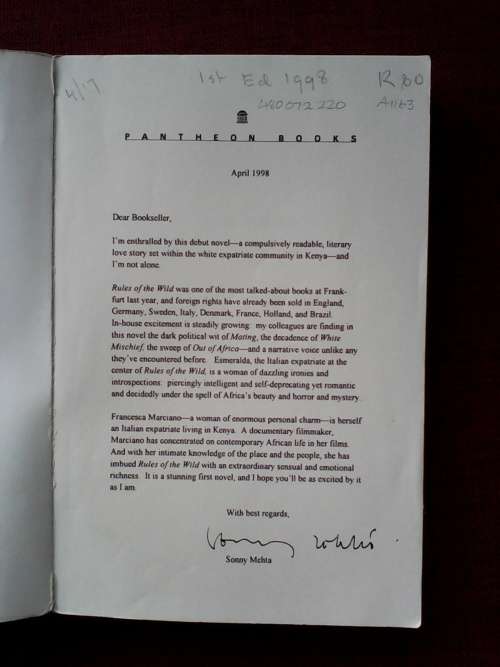 4/17
1st Ed 1998
R80
480072220
A1163
PANTHEON BOOKS
April 1998
Dear Bookseller,
I'm enthralled by this debut novel—a compulsively readable, literary
love story set within the white expatriate community in Kenya—and
I'm not alone.
Rules of the Wild was one of the most talked-about books at Frank-
furt last year, and foreign rights have already been sold in England,
Germany, Sweden, Italy, Denmark, France, Holland, and Brazil.
In-house excitement is steadily growing: my colleagues are finding in
this novel the dark political wit of Mating, the decadence of White
Mischief, the sweep of Out of Africa—and a narrative voice unlike any
they've encountered before. Esmeralda, the Italian expatriate at the
center of Rules of the Wild, is a woman of dazzling ironies and
introspections: piercingly intelligent and self-deprecating yet romantic
and decidedly under the spell of Africa's beauty and horror and mystery.
Francesca Marciano—a woman of enormous personal charm—is herself
an Italian expatriate living in Kenya. A documentary filmmaker,
Marciano has concentrated on contemporary African life in her films.
And with her intimate knowledge of the place and the people, she has
imbued Rules of the Wild with an extraordinary sensual and emotional
richness. It is a stunning first novel, and I hope you'll be as excited by it
as I am.
With best regards,
Sonny Mehta